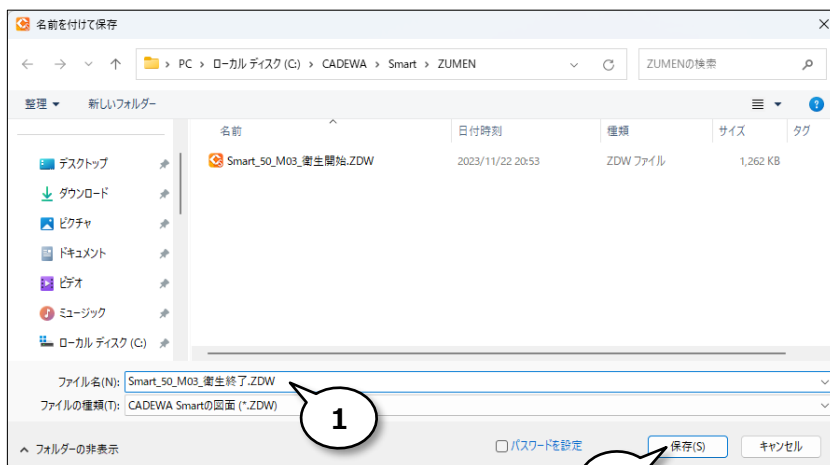 名前を付けて保存
PC › ローカル ディスク (C:) › CADEWA › Smart › ZUMEN
ZUMENの検索
整理
新しいフォルダー
名前 日付時刻 種類 サイズ タグ
Smart_50_M03_衛生開始.ZDW 2023/11/22 20:53 ZDW ファイル 1,262 KB
デスクトップ
ダウンロード
ピクチャ
ドキュメント
ビデオ
ミュージック
ローカル ディスク (C:)
ファイル名(N): Smart_50_M03_衛生終了.ZDW
ファイルの種類(T): CADEWA Smartの図面 (*.ZDW)
1
フォルダーの非表示
パスワードを設定
保存(S)
キャンセル